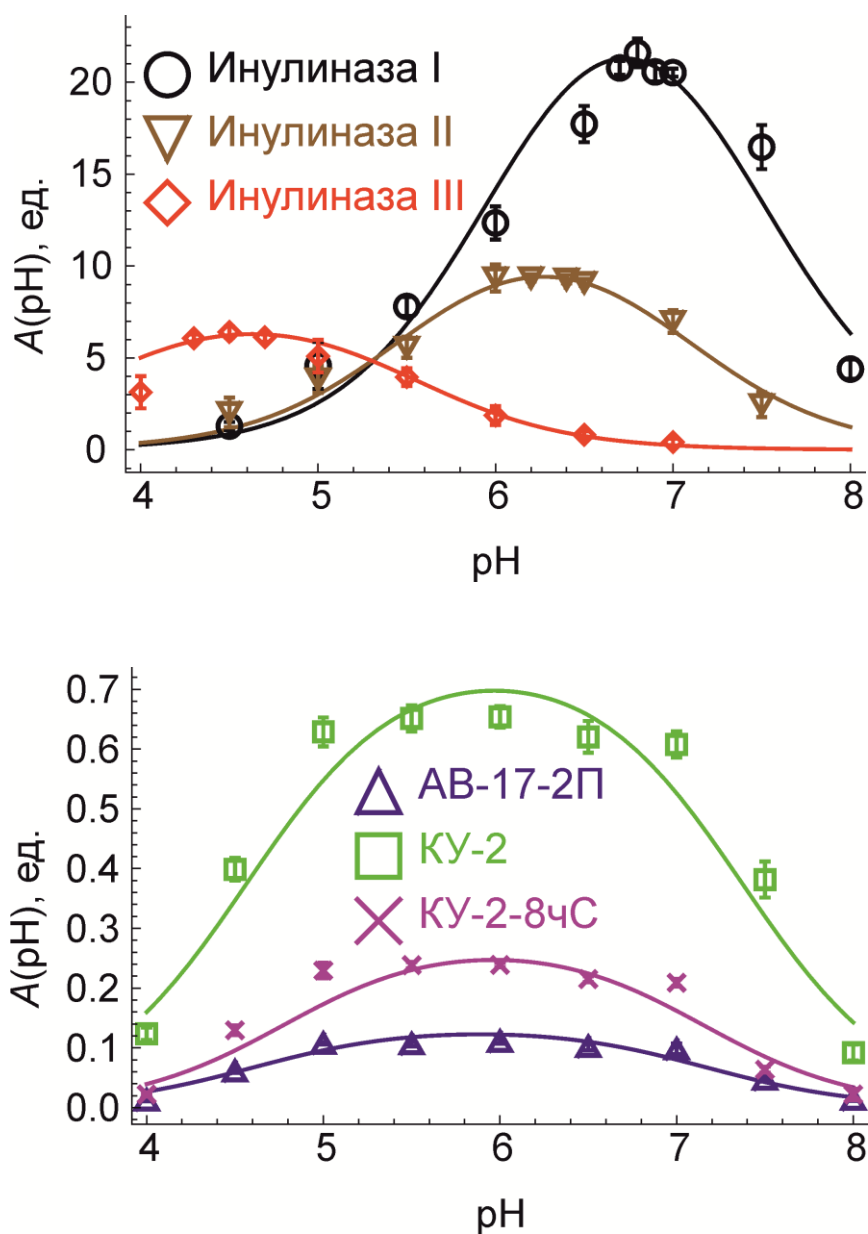 Инулиназа I
Инулиназа II
Инулиназа III
A(pH), ед.
20
15
10
5
0
4 5 6 7 8
pH
A(pH), ед.
0.7
0.6
0.5
0.4
0.3
0.2
0.1
0.0
АВ-17-2П
КУ-2
КУ-2-8чС
4 5 6 7 8
pH